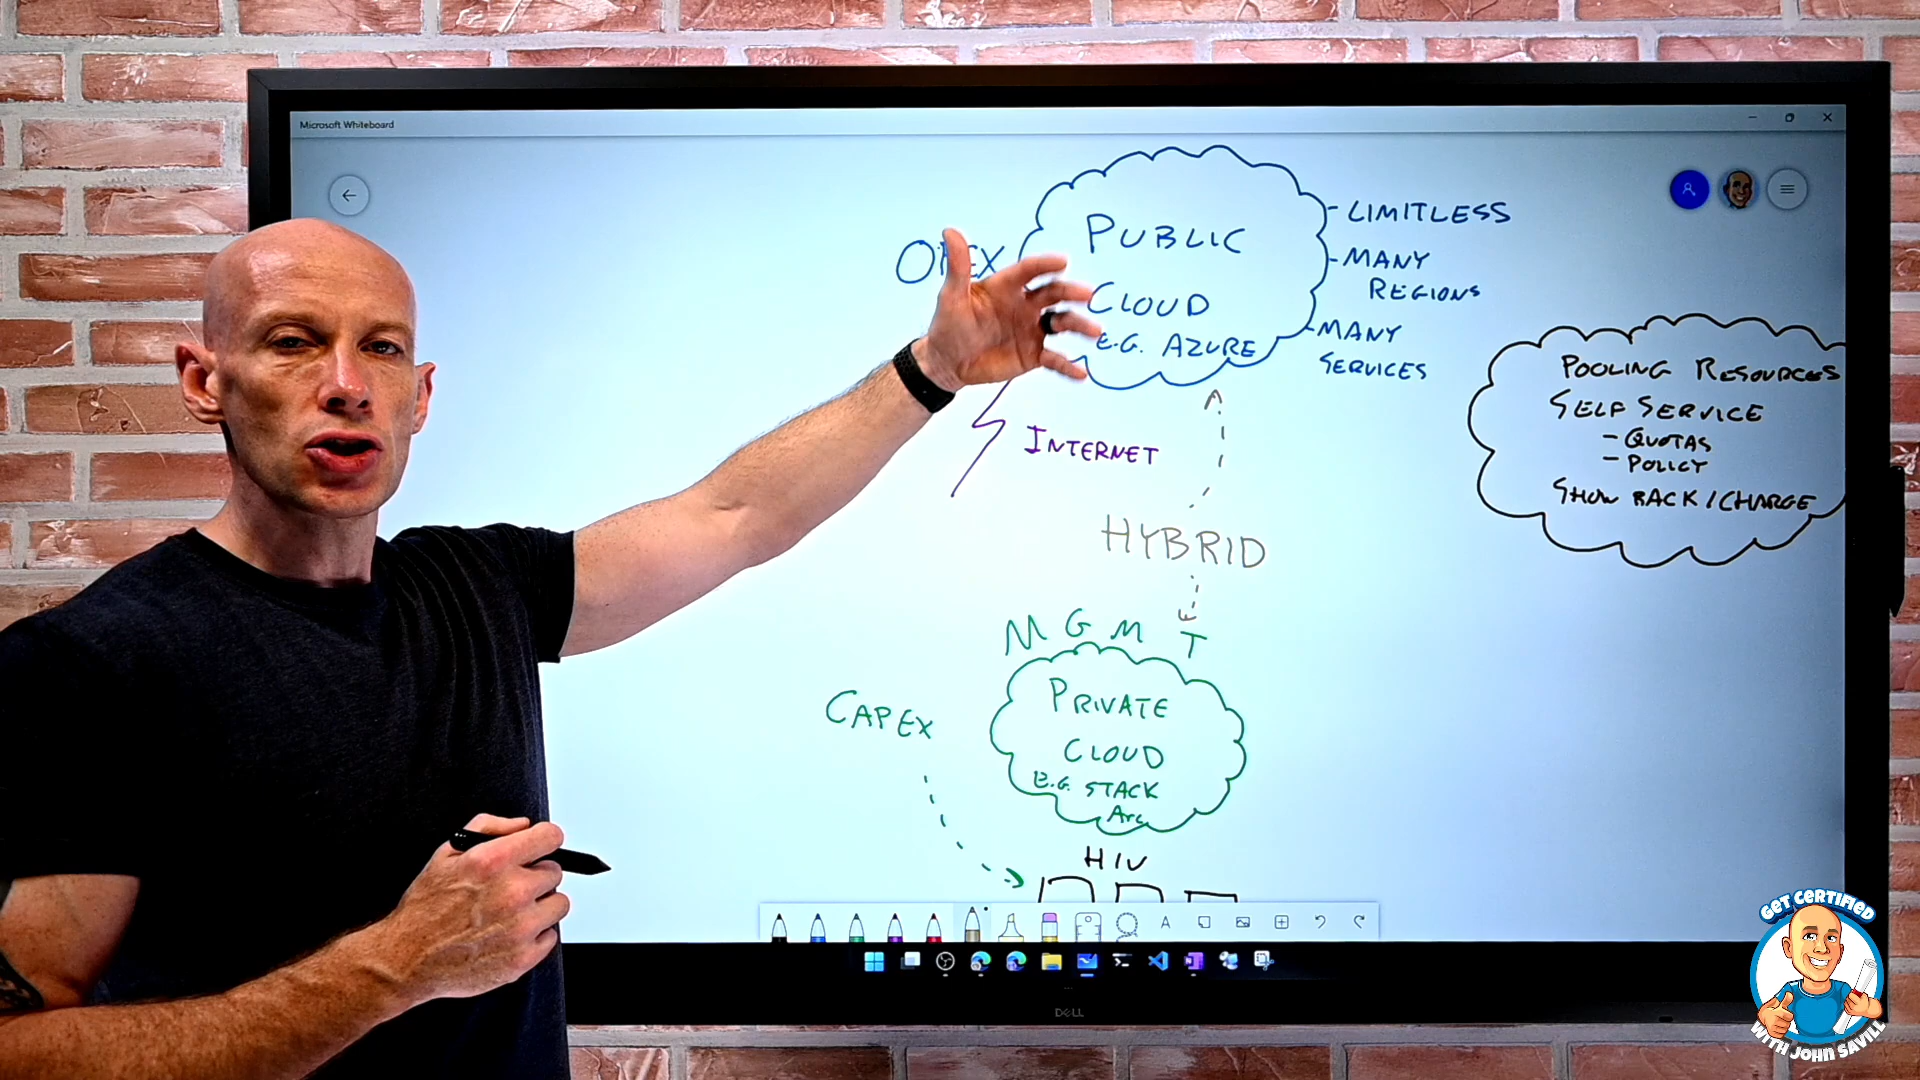 Microsoft Whiteboard
PUBLIC
CLOUD
E.G. AZURE
- LIMITLESS
- MANY
REGIONS
- MANY
SERVICES
INTERNET
HYBRID
POOLING RESOURCES
SELF SERVICE
- QUOTAS
- POLICY
SHOW BACK/CHARGE
MGMT
CAPEX
PRIVATE
CLOUD
E.G. STACK
Arc
H/V
DELL
GET CERTIFIED
WITH JOHN SAVILL